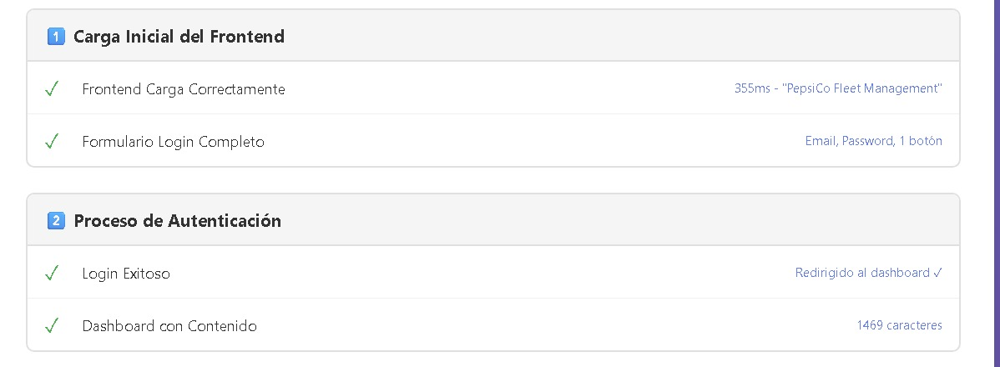 1 Carga Inicial del Frontend
✓ Frontend Carga Correctamente 355ms - "PepsiCo Fleet Management"
✓ Formulario Login Completo Email, Password, 1 botón
2 Proceso de Autenticación
✓ Login Exitoso Redirigido al dashboard ✓
✓ Dashboard con Contenido 1469 caracteres